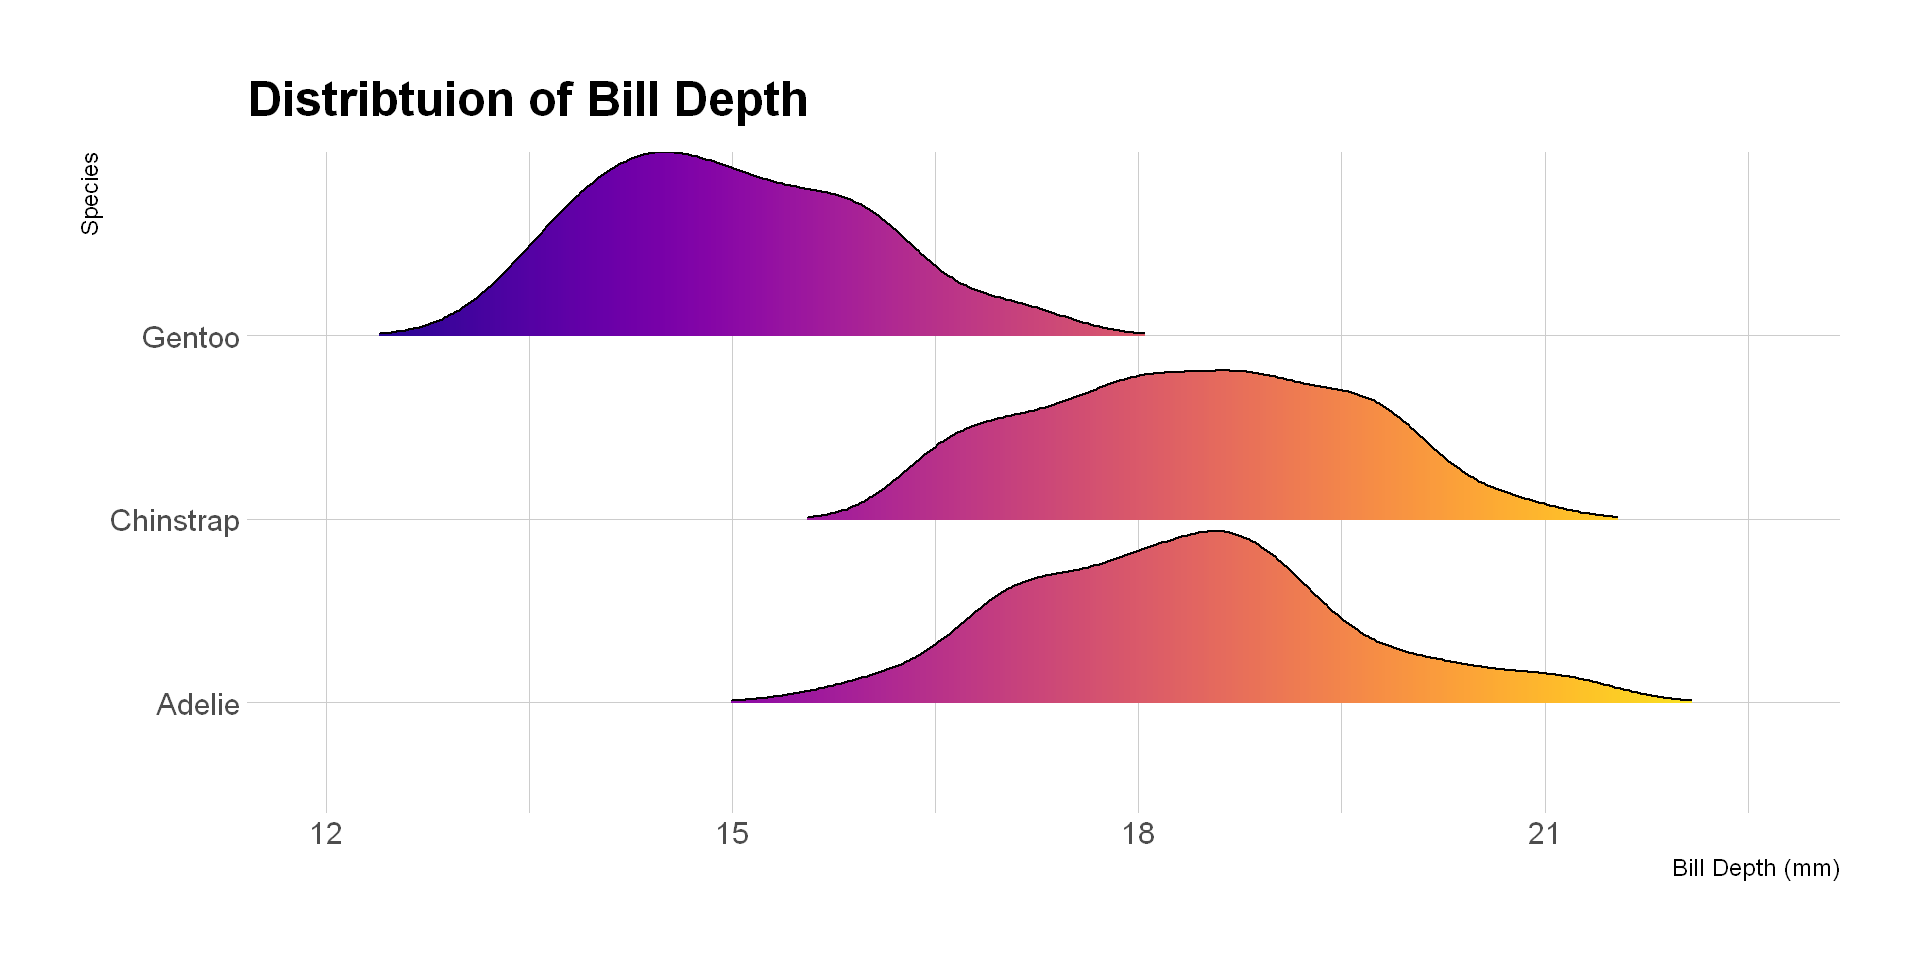 Distribtuion of Bill Depth
Species
Gentoo
Chinstrap
Adelie
12 15 18 21
Bill Depth (mm)